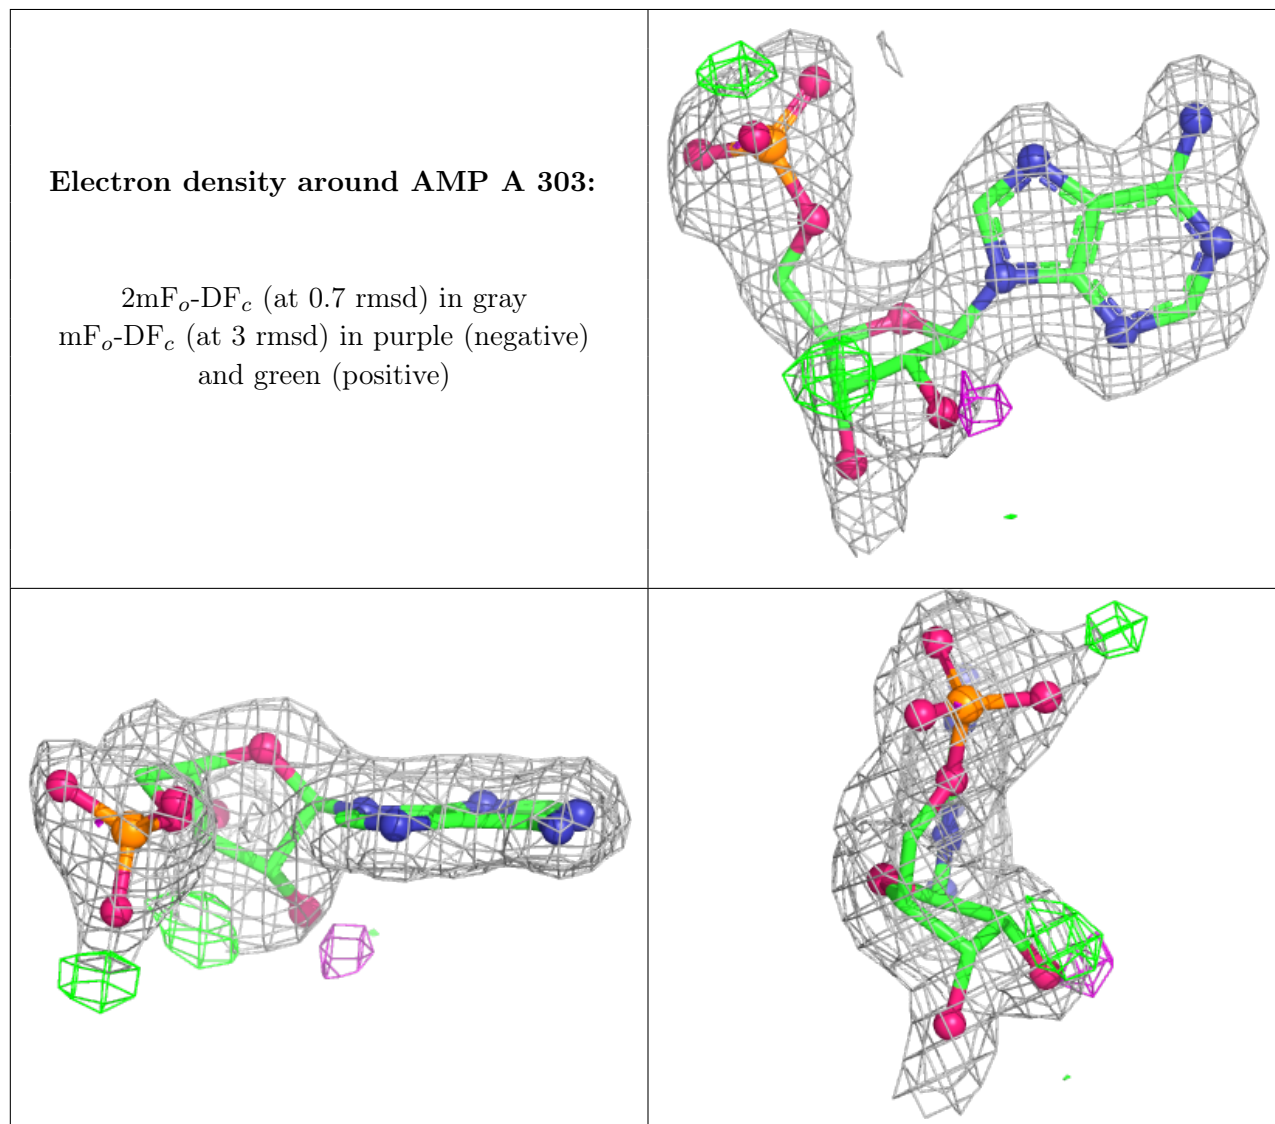 Electron density around AMP A 303:
2mFo-DFc (at 0.7 rmsd) in gray
mFo-DFc (at 3 rmsd) in purple (negative)
and green (positive)